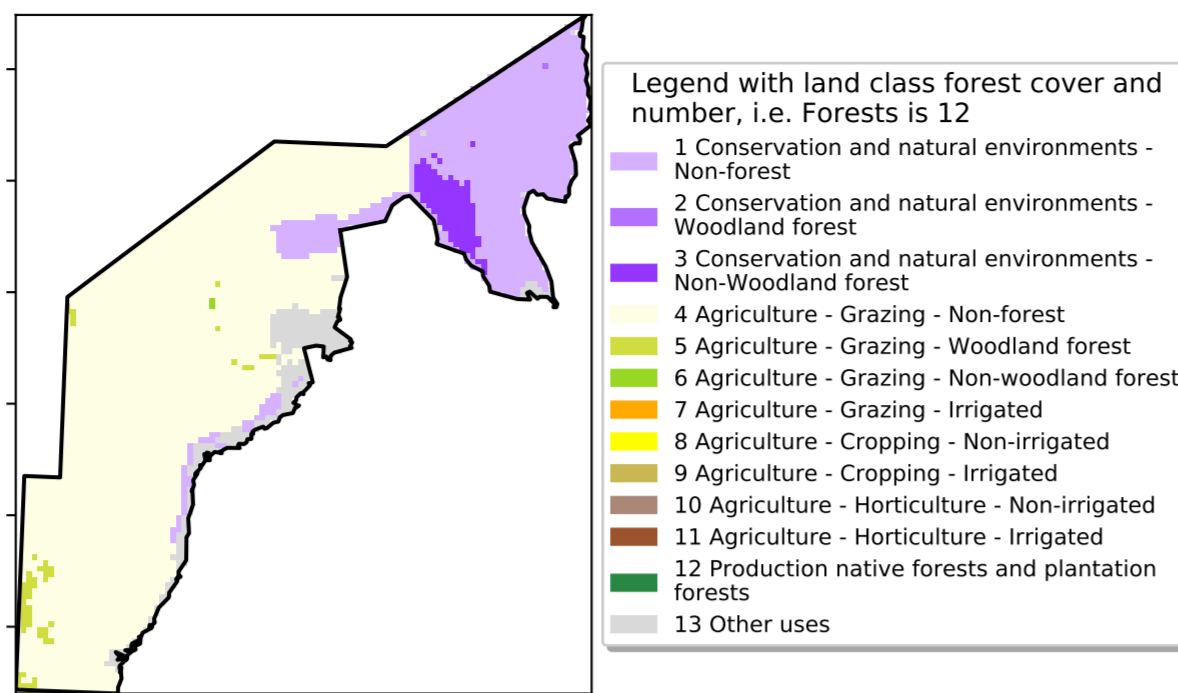 Legend with land class forest cover and
number, i.e. Forests is 12
1 Conservation and natural environments -
Non-forest
2 Conservation and natural environments -
Woodland forest
3 Conservation and natural environments -
Non-Woodland forest
4 Agriculture - Grazing - Non-forest
5 Agriculture - Grazing - Woodland forest
6 Agriculture - Grazing - Non-woodland forest
7 Agriculture - Grazing - Irrigated
8 Agriculture - Cropping - Non-irrigated
9 Agriculture - Cropping - Irrigated
10 Agriculture - Horticulture - Non-irrigated
11 Agriculture - Horticulture - Irrigated
12 Production native forests and plantation
forests
13 Other uses